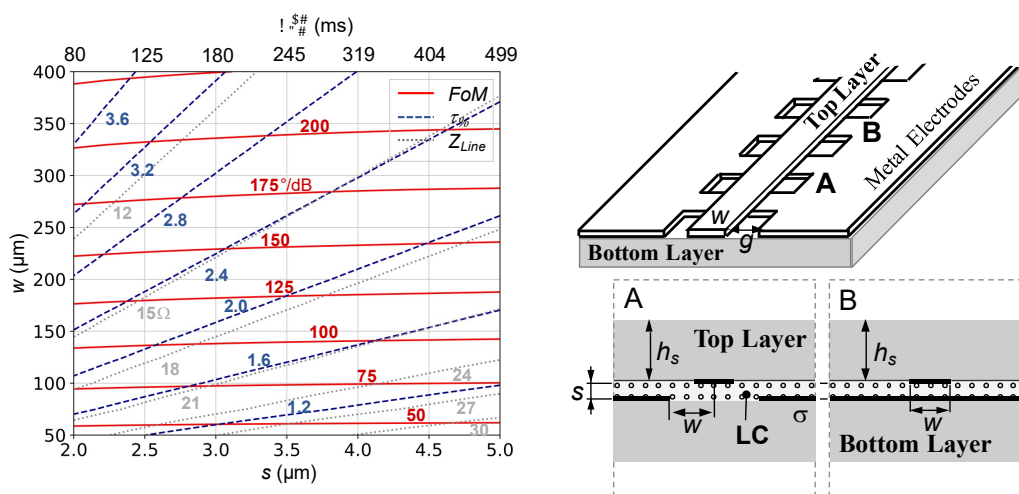 ! "$# # (ms)
80 125 180 245 319 404 499
400
350
300
250
200
150
100
50
w (μm)
2.0 2.5 3.0 3.5 4.0 4.5 5.0
s (μm)
FoM
τ%
Z_Line
3.6
3.2
2.8
2.4
2.0
1.6
1.2
200
175°/dB
150
125
100
75
50
12
15Ω
18
21
24
27
30
Top Layer
B
A
Metal Electrodes
w
g
Bottom Layer
A
Top Layer
h_s
s
w
LC
σ
B
h_s
w
Bottom Layer